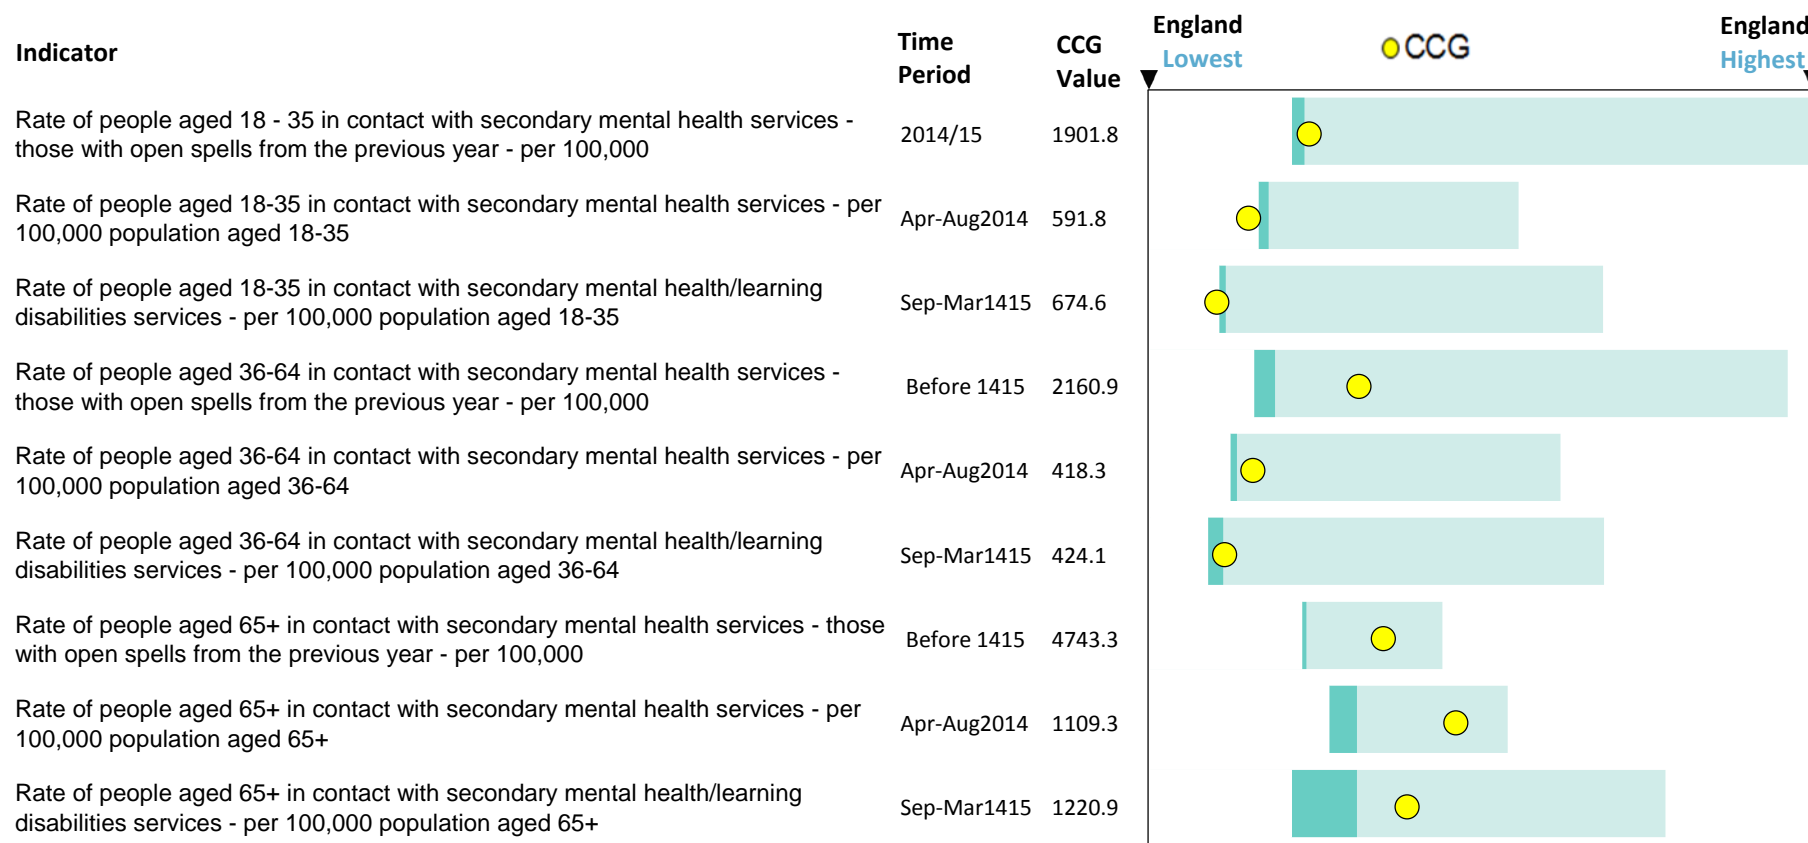 Indicator
Time
Period
CCG
Value
England
Lowest
CCG
England
Highest
Rate of people aged 18 - 35 in contact with secondary mental health services -
those with open spells from the previous year - per 100,000
2014/15
1901.8
Rate of people aged 18-35 in contact with secondary mental health services - per
100,000 population aged 18-35
Apr-Aug2014
591.8
Rate of people aged 18-35 in contact with secondary mental health/learning
disabilities services - per 100,000 population aged 18-35
Sep-Mar1415
674.6
Rate of people aged 36-64 in contact with secondary mental health services -
those with open spells from the previous year - per 100,000
Before 1415
2160.9
Rate of people aged 36-64 in contact with secondary mental health services - per
100,000 population aged 36-64
Apr-Aug2014
418.3
Rate of people aged 36-64 in contact with secondary mental health/learning
disabilities services - per 100,000 population aged 36-64
Sep-Mar1415
424.1
Rate of people aged 65+ in contact with secondary mental health services - those
with open spells from the previous year - per 100,000
Before 1415
4743.3
Rate of people aged 65+ in contact with secondary mental health services - per
100,000 population aged 65+
Apr-Aug2014
1109.3
Rate of people aged 65+ in contact with secondary mental health/learning
disabilities services - per 100,000 population aged 65+
Sep-Mar1415
1220.9